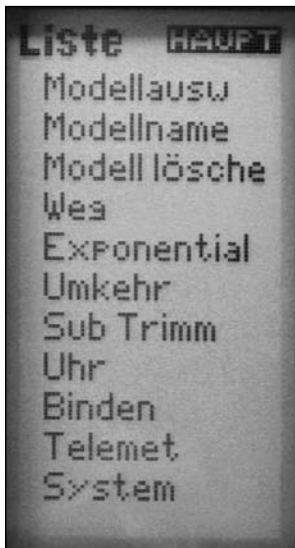 Liste HAUPT
Modellausw
Modellname
Modell lösche
Weg
Exponential
Umkehr
Sub Trimm
Uhr
Binden
Telemet
System